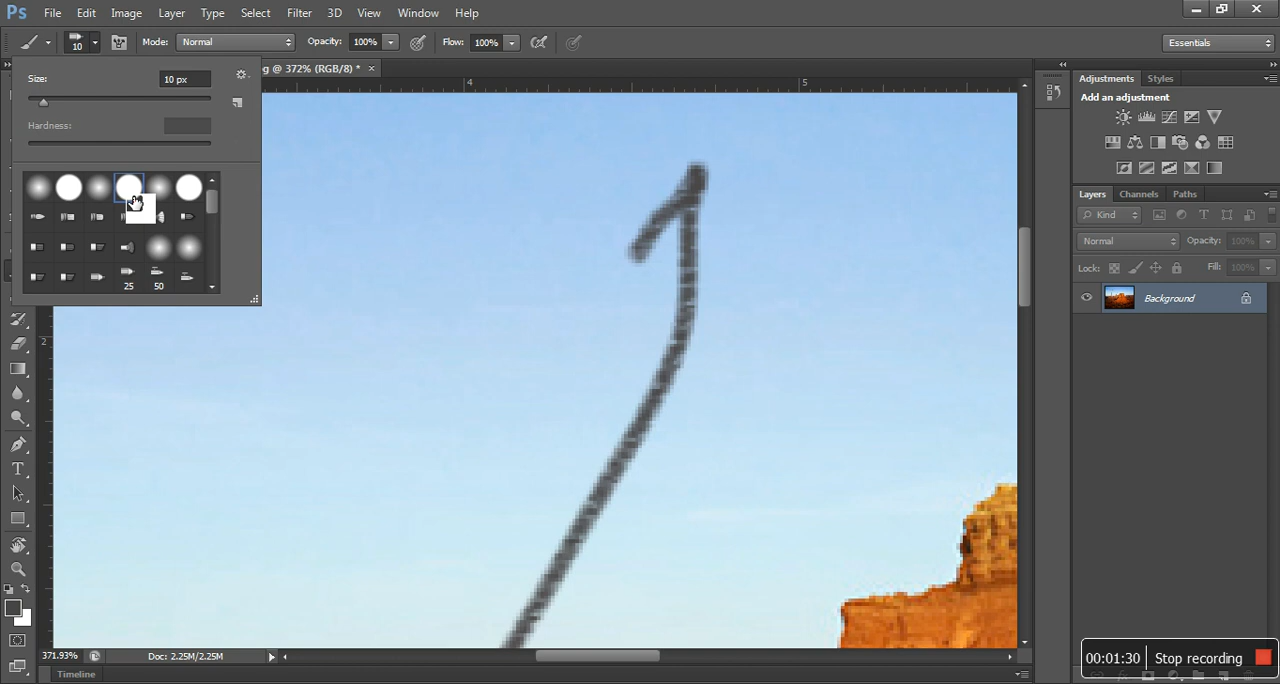 Ps File Edit Image Layer Type Select Filter 3D View Window Help
10 Mode: Normal Opacity: 100% Flow: 100% Essentials
g @ 372% (RGB/8) * ×
Size: 10 px
Hardness:
25 50
4 5
2
Adjustments Styles
Add an adjustment
Layers Channels Paths
Kind
Normal Opacity: 100%
Lock: Fill: 100%
Background
371.93% Doc: 2.25M/2.25M
Timeline
00:01:30 Stop recording